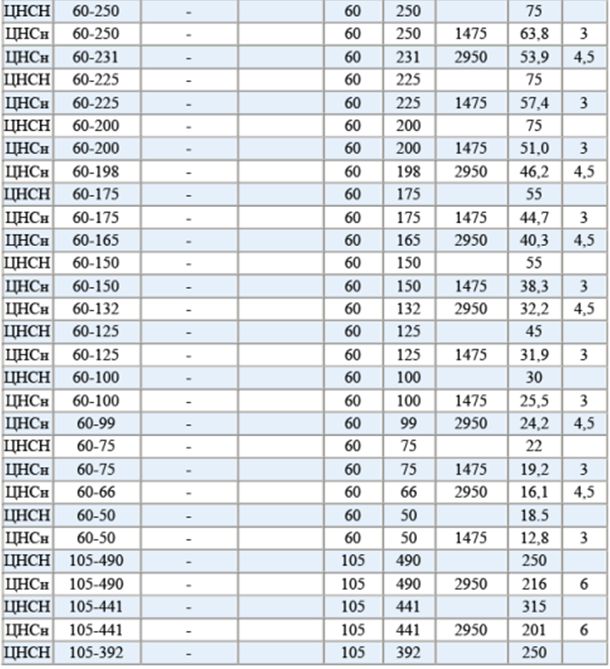 ЦНСН 60-250 - 60 250 75
ЦНСн 60-250 - 60 250 1475 63,8 3
ЦНСн 60-231 - 60 231 2950 53,9 4,5
ЦНСН 60-225 - 60 225 75
ЦНСн 60-225 - 60 225 1475 57,4 3
ЦНСН 60-200 - 60 200 75
ЦНСн 60-200 - 60 200 1475 51,0 3
ЦНСн 60-198 - 60 198 2950 46,2 4,5
ЦНСН 60-175 - 60 175 55
ЦНСн 60-175 - 60 175 1475 44,7 3
ЦНСн 60-165 - 60 165 2950 40,3 4,5
ЦНСН 60-150 - 60 150 55
ЦНСн 60-150 - 60 150 1475 38,3 3
ЦНСн 60-132 - 60 132 2950 32,2 4,5
ЦНСН 60-125 - 60 125 45
ЦНСн 60-125 - 60 125 1475 31,9 3
ЦНСН 60-100 - 60 100 30
ЦНСн 60-100 - 60 100 1475 25,5 3
ЦНСн 60-99 - 60 99 2950 24,2 4,5
ЦНСН 60-75 - 60 75 22
ЦНСн 60-75 - 60 75 1475 19,2 3
ЦНСн 60-66 - 60 66 2950 16,1 4,5
ЦНСН 60-50 - 60 50 18.5
ЦНСн 60-50 - 60 50 1475 12,8 3
ЦНСН 105-490 - 105 490 250
ЦНСн 105-490 - 105 490 2950 216 6
ЦНСН 105-441 - 105 441 315
ЦНСн 105-441 - 105 441 2950 201 6
ЦНСН 105-392 - 105 392 250